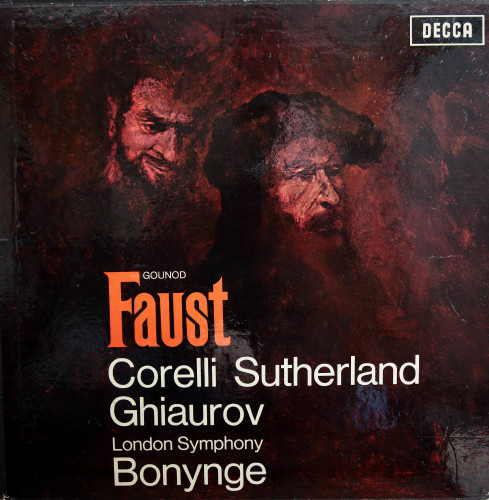 DECCA
GOUNOD
Faust
Corelli Sutherland
Ghiaurov
London Symphony
Bonynge